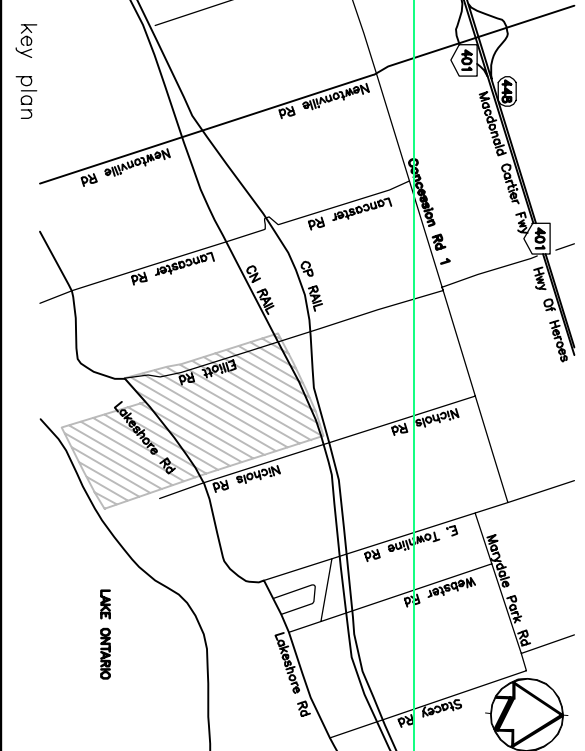 key plan
401
448
Macdonald Cartier Fwy
401
Hwy Of Heroes
Newtonville Rd
Newtonville Rd
Concession Rd 1
Lancaster Rd
Lancaster Rd
CN RAIL
CP RAIL
Elliott Rd
Lakeshore Rd
Nichols Rd
Nichols Rd
E. Townline Rd
Webster Rd
Marydale Park Rd
Lakeshore Rd
Stacey Rd
LAKE ONTARIO